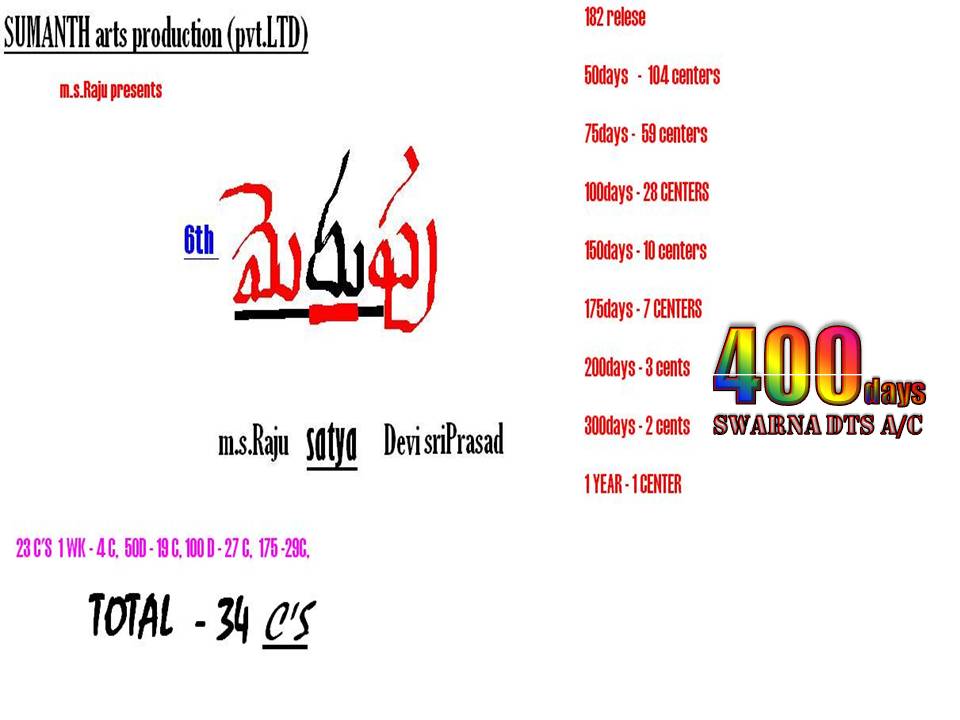 SUMANTH arts production (pvt.LTD)
m.s.Raju presents
6th మెరుపు
m.s.Raju satya Devi sriPrasad
23 C'S 1 WK - 4 C, 50D - 19 C, 100 D - 27 C, 175 -29C,
TOTAL - 34 C'S
182 relese
50days - 104 centers
75days - 59 centers
100days - 28 CENTERS
150days - 10 centers
175days - 7 CENTERS
200days - 3 cents
300days - 2 cents
1 YEAR - 1 CENTER
400days
SWARNA DTS A/C